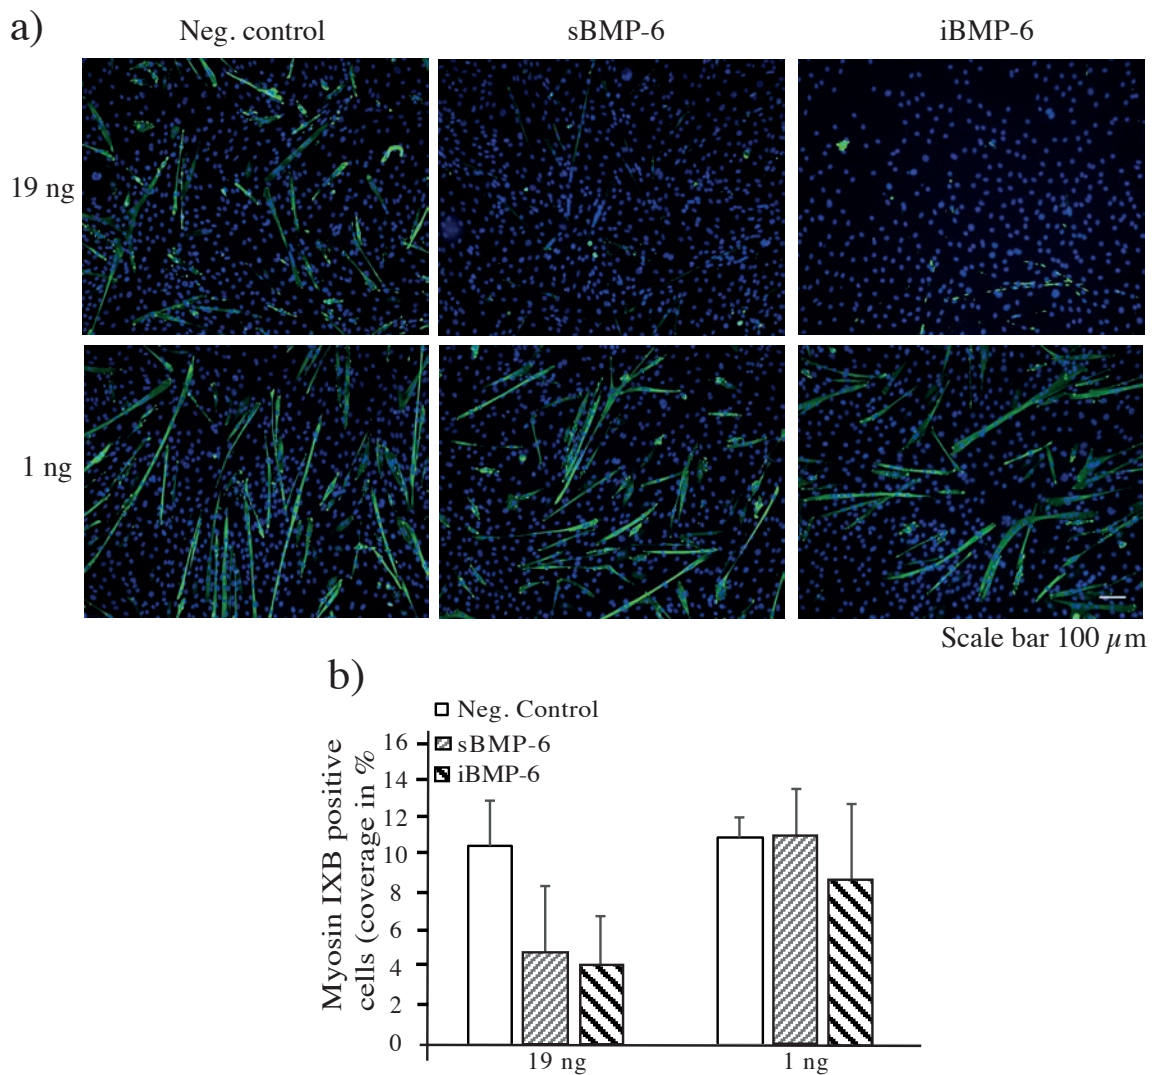 a)
Neg. control
sBMP-6
iBMP-6
19 ng
1 ng
Scale bar 100 µm
b)
Neg. Control
sBMP-6
iBMP-6
Myosin IXB positive
cells (coverage in %
16
14
12
10
8
6
4
2
0
19 ng
1 ng